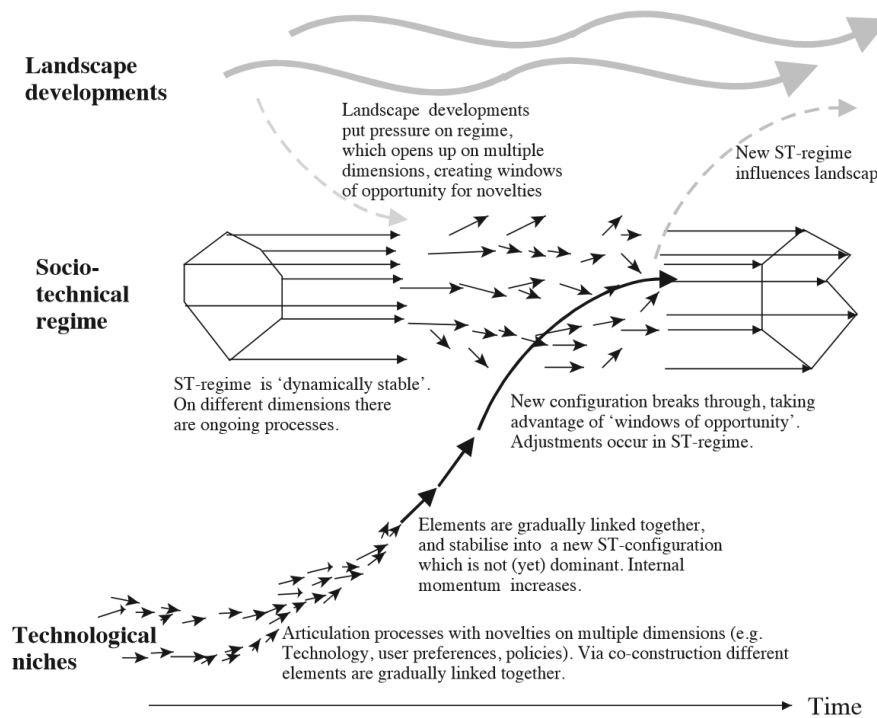 Landscape
developments
Landscape developments
put pressure on regime,
which opens up on multiple
dimensions, creating windows
of opportunity for novelties
New ST-regime
influences landscap
Socio-
technical
regime
ST-regime is ‘dynamically stable’.
On different dimensions there
are ongoing processes.
New configuration breaks through, taking
advantage of ‘windows of opportunity’.
Adjustments occur in ST-regime.
Elements are gradually linked together,
and stabilise into a new ST-configuration
which is not (yet) dominant. Internal
momentum increases.
Technological
niches
Articulation processes with novelties on multiple dimensions (e.g.
Technology, user preferences, policies). Via co-construction different
elements are gradually linked together.
Time